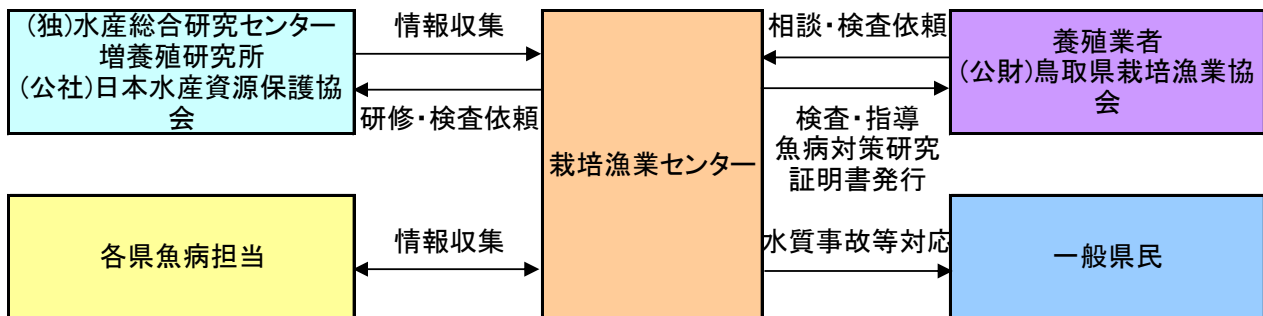 (独)水産総合研究センター
増養殖研究所
(公社)日本水産資源保護協
会
情報収集
研修・検査依頼
栽培漁業センター
相談・検査依頼
検査・指導
魚病対策研究
証明書発行
養殖業者
(公財)鳥取県栽培漁業協
会
各県魚病担当
情報収集
水質事故等対応
一般県民